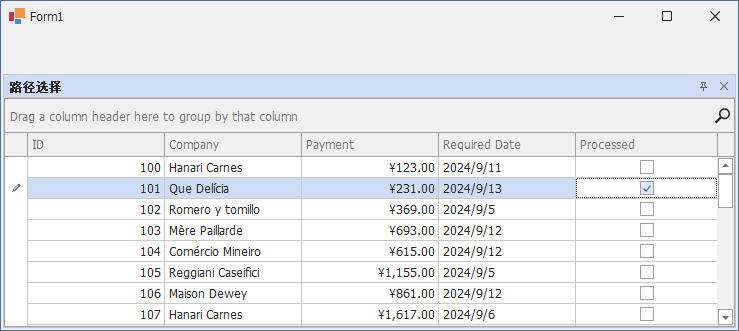 Form1
路径选择
Drag a column header here to group by that column
ID Company Payment Required Date Processed
100 Hanari Carnes ¥123.00 2024/9/11
101 Que Delícia ¥231.00 2024/9/13
102 Romero y tomillo ¥369.00 2024/9/5
103 Mère Paillarde ¥693.00 2024/9/12
104 Comércio Mineiro ¥615.00 2024/9/12
105 Reggiani Caseifici ¥1,155.00 2024/9/5
106 Maison Dewey ¥861.00 2024/9/12
107 Hanari Carnes ¥1,617.00 2024/9/6